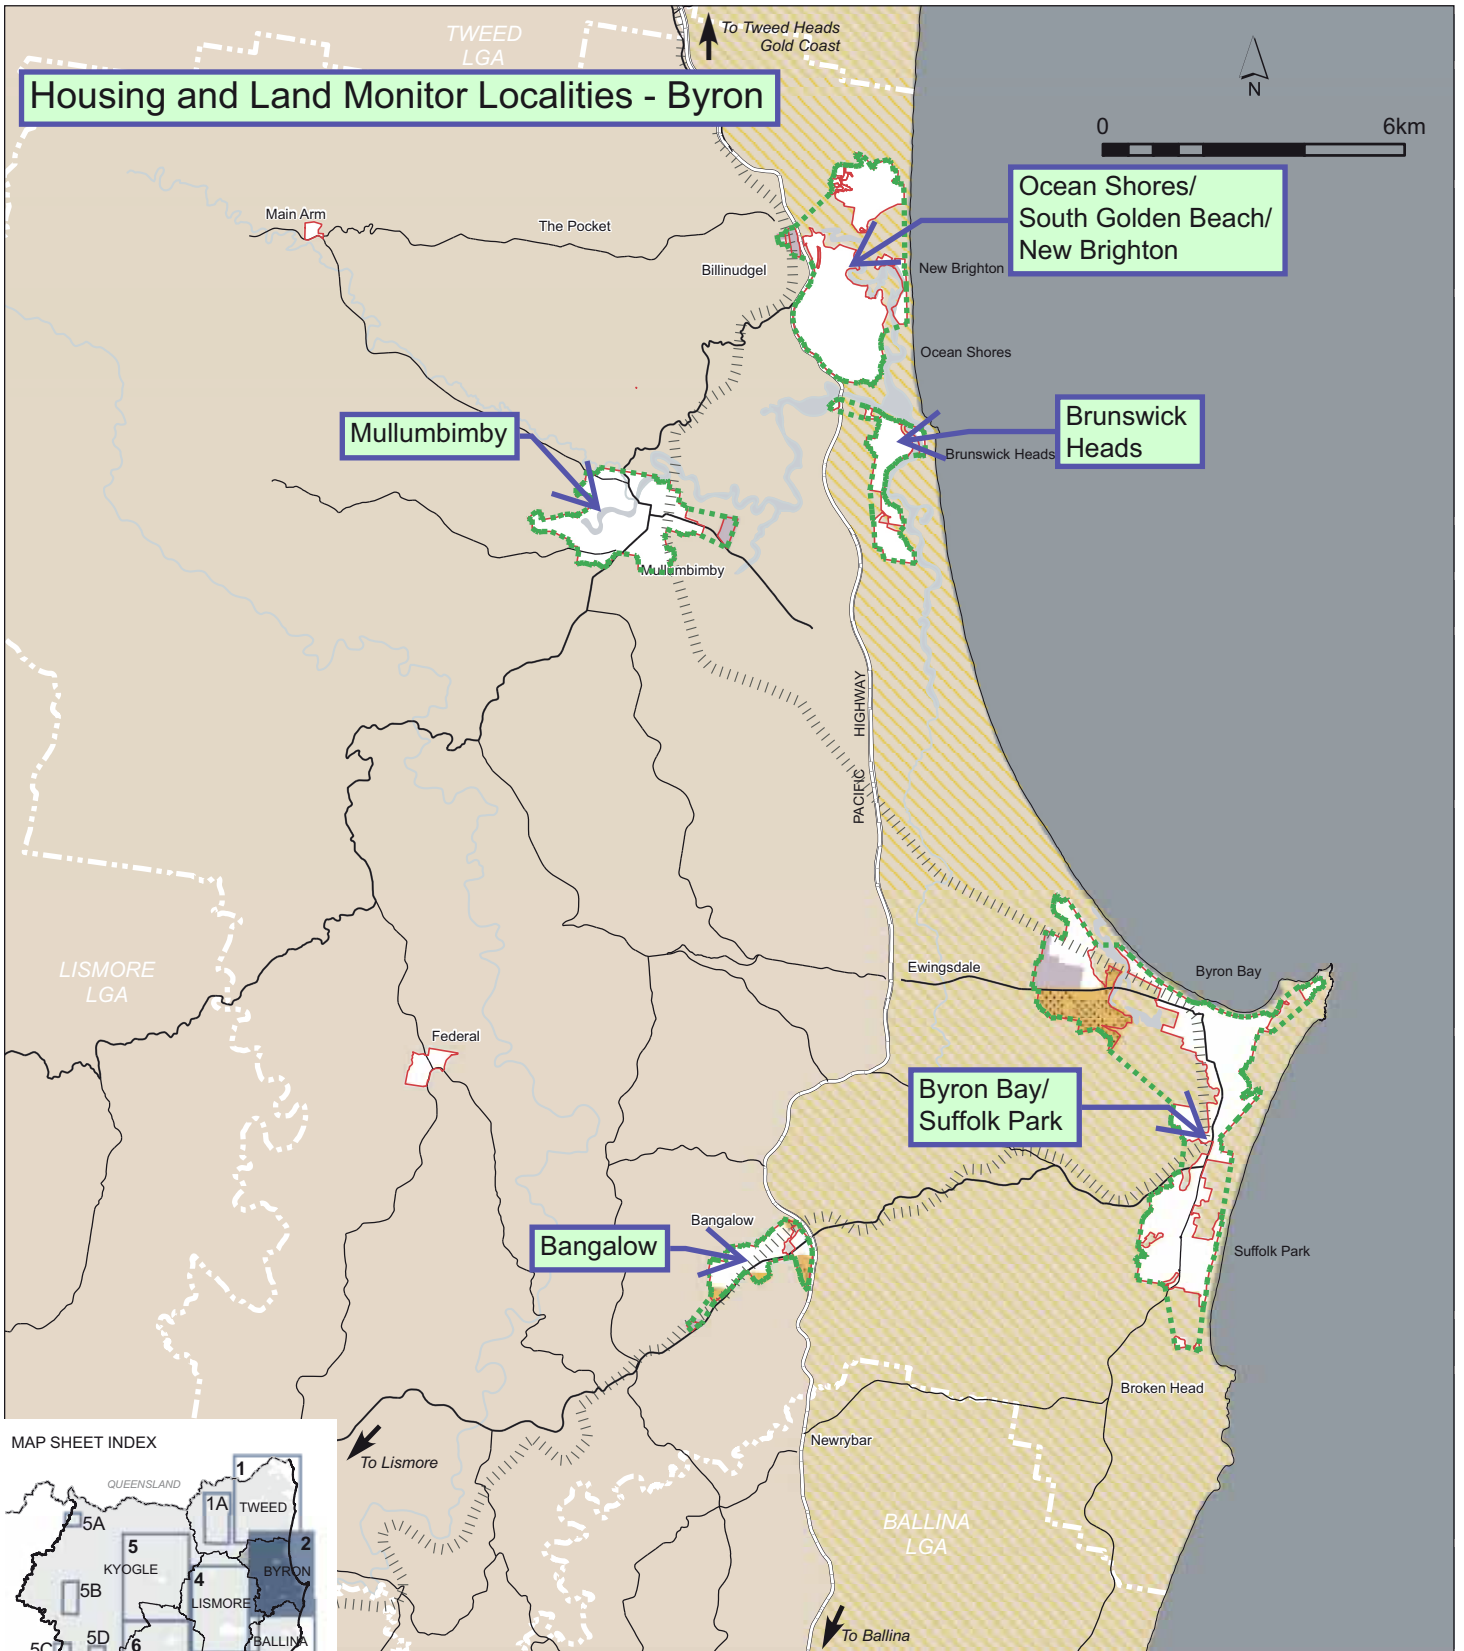 TWEED
LGA
To Tweed Heads
Gold Coast
Housing and Land Monitor Localities - Byron
N
0 6km
Ocean Shores/
South Golden Beach/
New Brighton
Main Arm
The Pocket
Billinudgel
New Brighton
Ocean Shores
Mullumbimby
Brunswick
Heads
Brunswick Heads
Mullumbimby
PACIFIC HIGHWAY
LISMORE
LGA
Ewingsdale
Byron Bay
Federal
Byron Bay/
Suffolk Park
Bangalow
Bangalow
Suffolk Park
Broken Head
Newrybar
To Lismore
BALLINA
LGA
To Ballina
MAP SHEET INDEX
QUEENSLAND
1
1A
TWEED
5A
5
KYOGLE
2
BYRON
4
LISMORE
5B
5C
5D
6
BALLINA